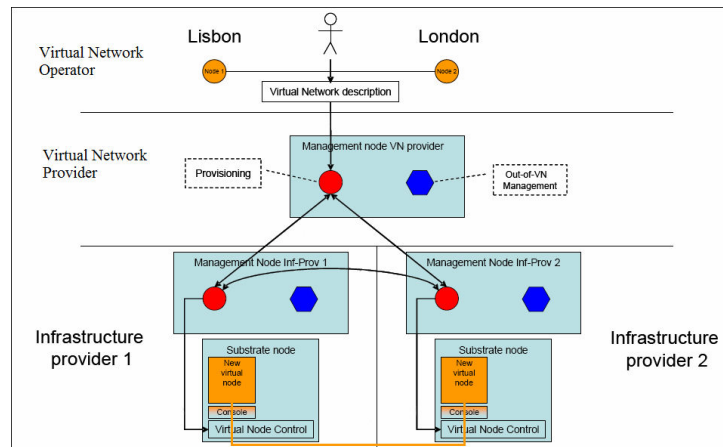 Lisbon
London
Virtual Network
Operator
Node 1
Node 2
Virtual Network description
Virtual Network
Provider
Management node VN provider
Provisioning
Out-of-VN
Management
Management Node Inf-Prov 1
Management Node Inf-Prov 2
Infrastructure
provider 1
Infrastructure
provider 2
Substrate node
New
virtual
node
Console
Virtual Node Control
Substrate node
New
virtual
node
Console
Virtual Node Control